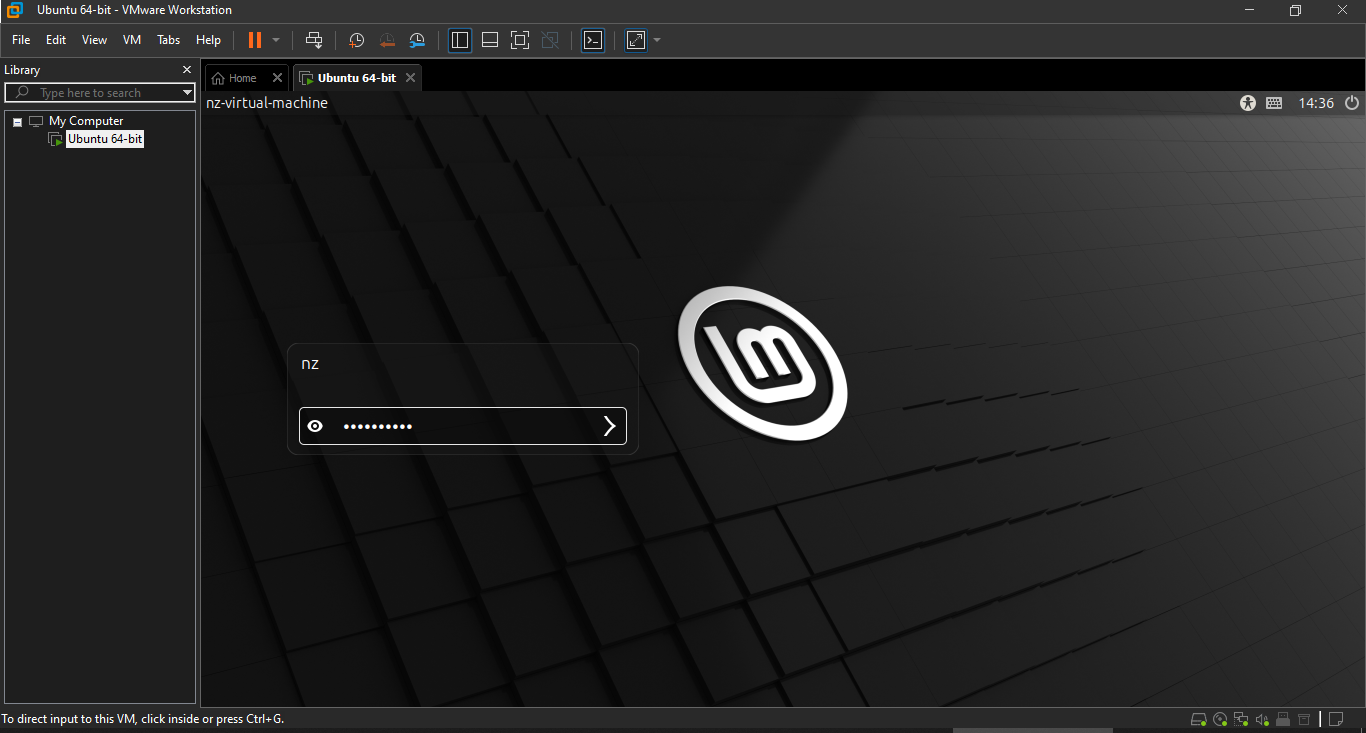 Ubuntu 64-bit - VMware Workstation
File Edit View VM Tabs Help
Library
Type here to search
My Computer
Ubuntu 64-bit
Home
Ubuntu 64-bit
nz-virtual-machine
14:36
nz
••••••••••
To direct input to this VM, click inside or press Ctrl+G.